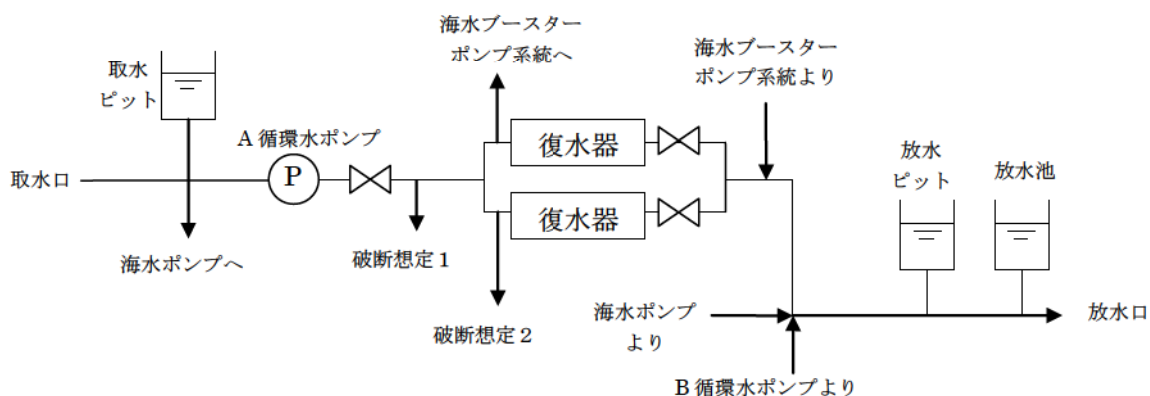 海水ブースター
ポンプ系統へ
海水ブースター
ポンプ系統より
取水
ピット
A 循環水ポンプ
復水器
放水
ピット
放水池
取水口
P
復水器
海水ポンプへ
破断想定１
破断想定２
海水ポンプ
より
放水口
B 循環水ポンプより